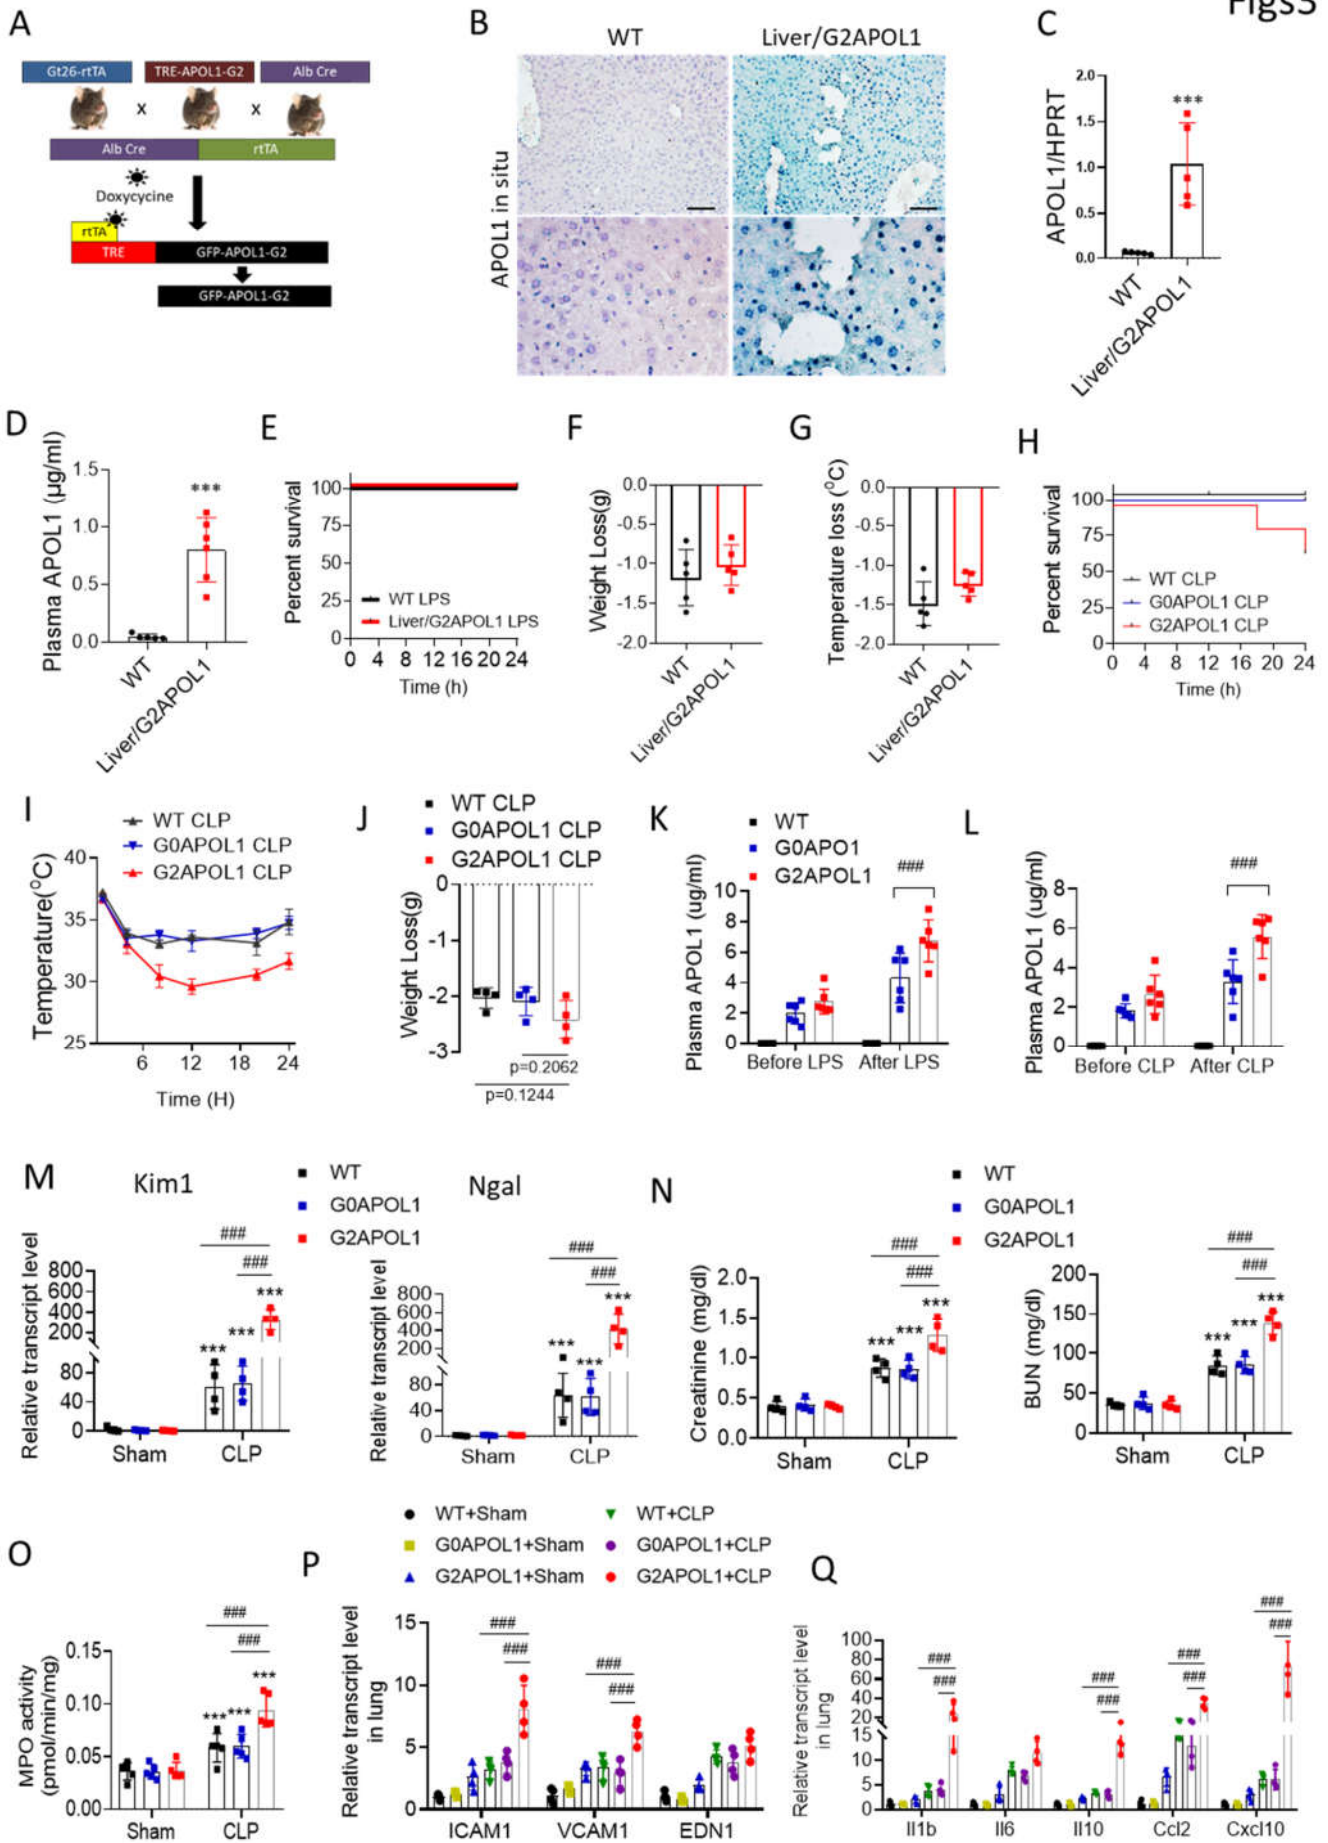 Figs3
A
Gt26-rtTA TRE-APOL1-G2 Alb Cre
x x
Alb Cre rtTA
Doxycycine
rtTA
TRE GFP-APOL1-G2
GFP-APOL1-G2
B
WT Liver/G2APOL1
APOL1 in situ
C
APOL1/HPRT
2.0
1.5
1.0
0.5
0.0
***
WT
Liver/G2APOL1
D
Plasma APOL1 (µg/ml)
1.5
1.0
0.5
0.0
***
WT
Liver/G2APOL1
E
Percent survival
100
75
50
25
0
WT LPS
Liver/G2APOL1 LPS
0 4 8 12 16 20 24
Time (h)
F
Weight Loss(g)
0.0
-0.5
-1.0
-1.5
-2.0
WT
Liver/G2APOL1
G
Temperature loss (⁰C)
0.0
-0.5
-1.0
-1.5
-2.0
WT
Liver/G2APOL1
H
Percent survival
100
75
50
25
0
WT CLP
G0APOL1 CLP
G2APOL1 CLP
0 4 8 12 16 20 24
Time (h)
I
WT CLP
G0APOL1 CLP
G2APOL1 CLP
Temperature(⁰C)
40
35
30
25
6 12 18 24
Time (H)
J
WT CLP
G0APOL1 CLP
G2APOL1 CLP
Weight Loss(g)
0
-1
-2
-3
p=0.2062
p=0.1244
K
WT
G0APO1
G2APOL1
Plasma APOL1 (ug/ml)
10
8
6
4
2
0
###
Before LPS After LPS
L
Plasma APOL1 (ug/ml)
8
6
4
2
0
###
Before CLP After CLP
M
Kim1
WT
G0APOL1
G2APOL1
Relative transcript level
800
600
400
200
80
40
0
###
###
***
*** ***
Sham CLP
Ngal
Relative transcript level
800
600
400
200
80
40
0
###
###
***
*** ***
Sham CLP
N
WT
G0APOL1
G2APOL1
Creatinine (mg/dl)
2.0
1.5
1.0
0.5
0.0
###
###
***
*** ***
Sham CLP
BUN (mg/dl)
200
150
100
50
0
###
###
***
*** ***
Sham CLP
O
MPO activity
(pmol/min/mg)
0.15
0.10
0.05
0.00
###
###
***
*** ***
Sham CLP
WT+Sham WT+CLP
G0APOL1+Sham G0APOL1+CLP
G2APOL1+Sham G2APOL1+CLP
P
Relative transcript level
in lung
15
10
5
0
###
###
###
###
ICAM1 VCAM1 EDN1
Q
Relative transcript level
in lung
100
80
60
40
20
15
10
5
0
###
###
###
###
###
###
###
###
Il1b Il6 Il10 Ccl2 Cxcl10